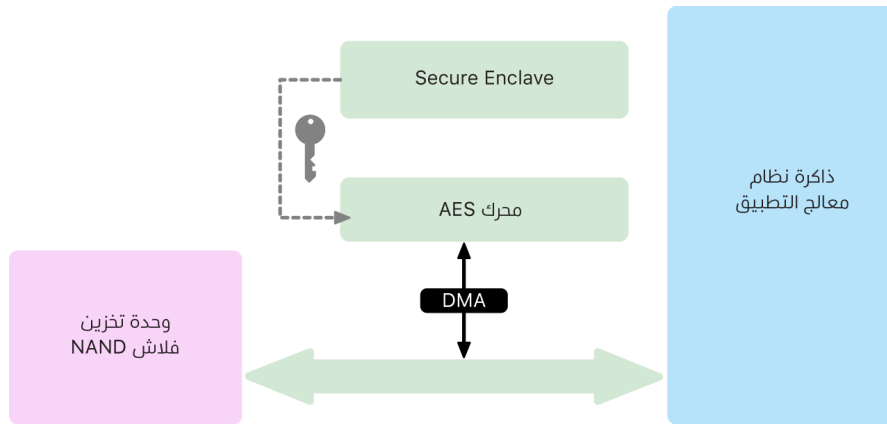 Secure Enclave
محرك AES
DMA
ذاكرة نظام
معالج التطبيق
وحدة تخزين
فلاش NAND